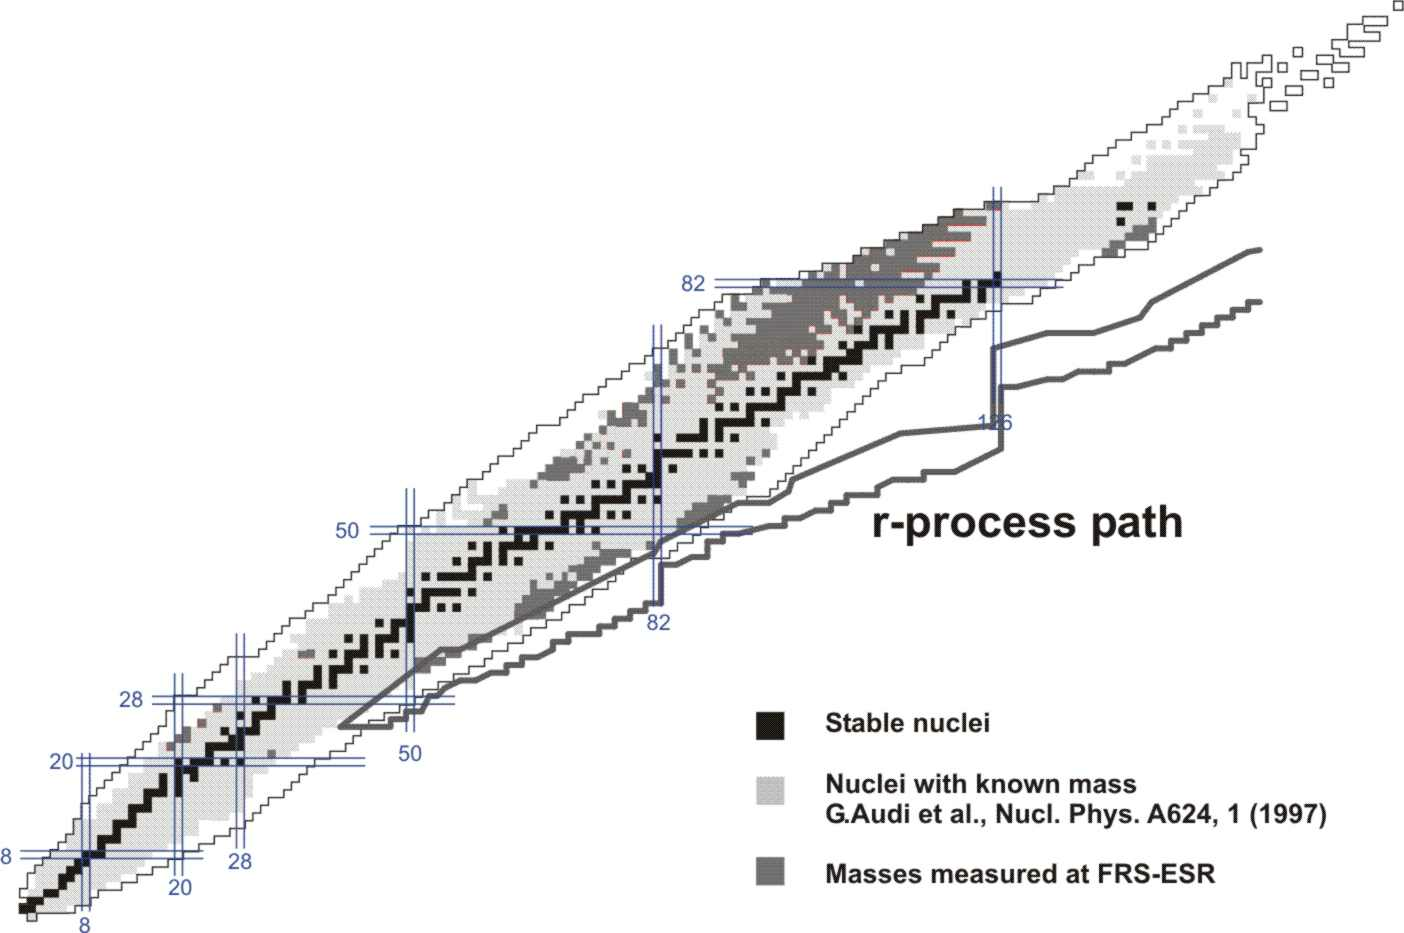 82
126
r-process path
50
82
28
50
20
8
28
20
8
Stable nuclei
Nuclei with known mass
G.Audi et al., Nucl. Phys. A624, 1 (1997)
Masses measured at FRS-ESR